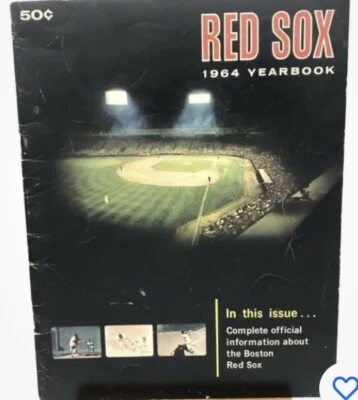 50¢
RED SOX
1964 YEARBOOK
In this issue...
Complete official
information about
the Boston
Red Sox